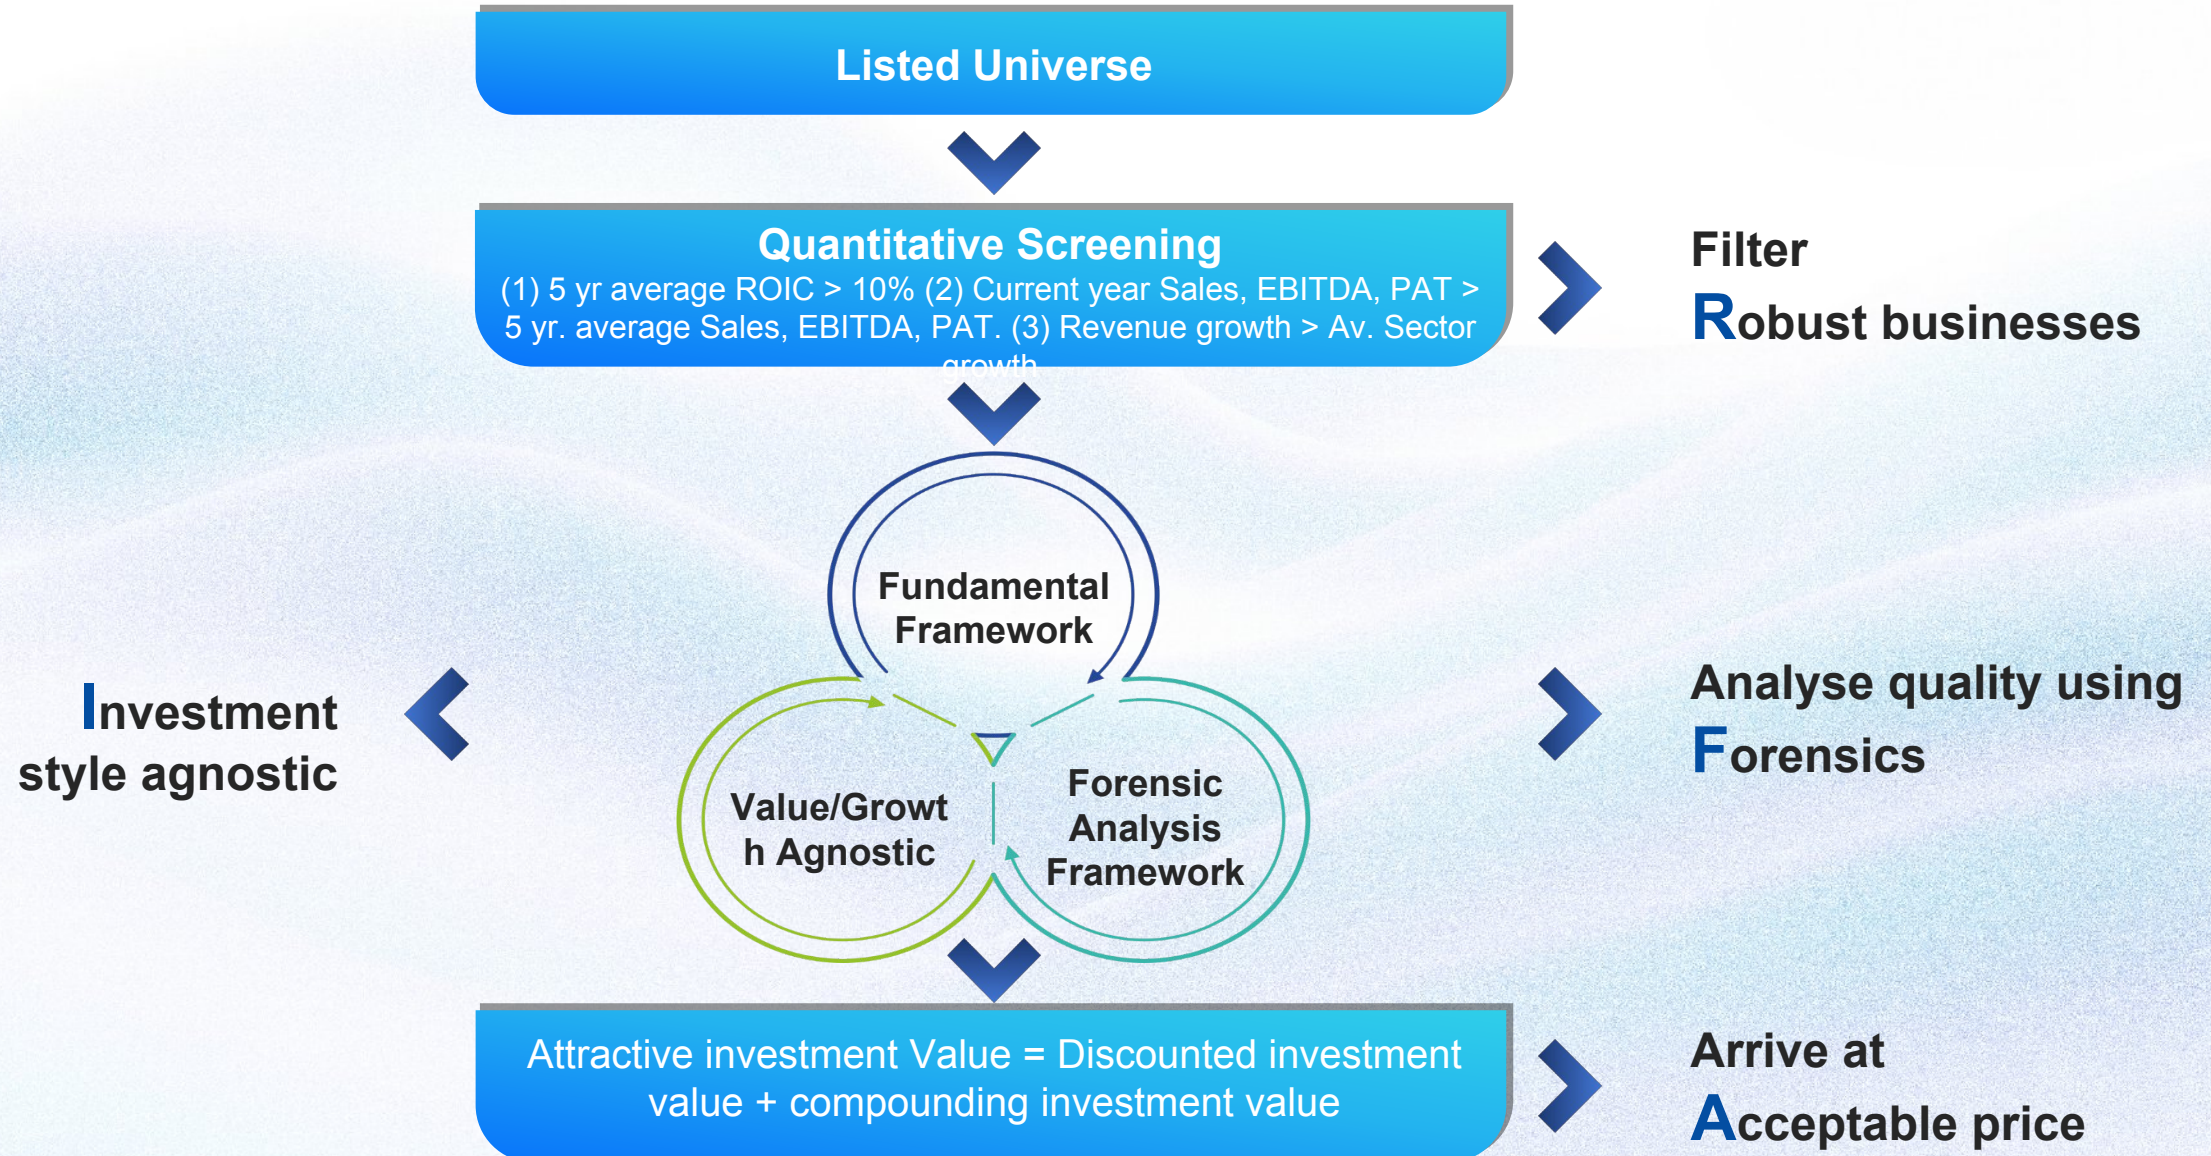 Listed Universe
Quantitative Screening
(1) 5 yr average ROIC > 10% (2) Current year Sales, EBITDA, PAT >
5 yr. average Sales, EBITDA, PAT. (3) Revenue growth > Av. Sector
growth
Filter
Robust businesses
Fundamental
Framework
Investment
style agnostic
Value/Growt
h Agnostic
Forensic
Analysis
Framework
Analyse quality using
Forensics
Attractive investment Value = Discounted investment
value + compounding investment value
Arrive at
Acceptable price